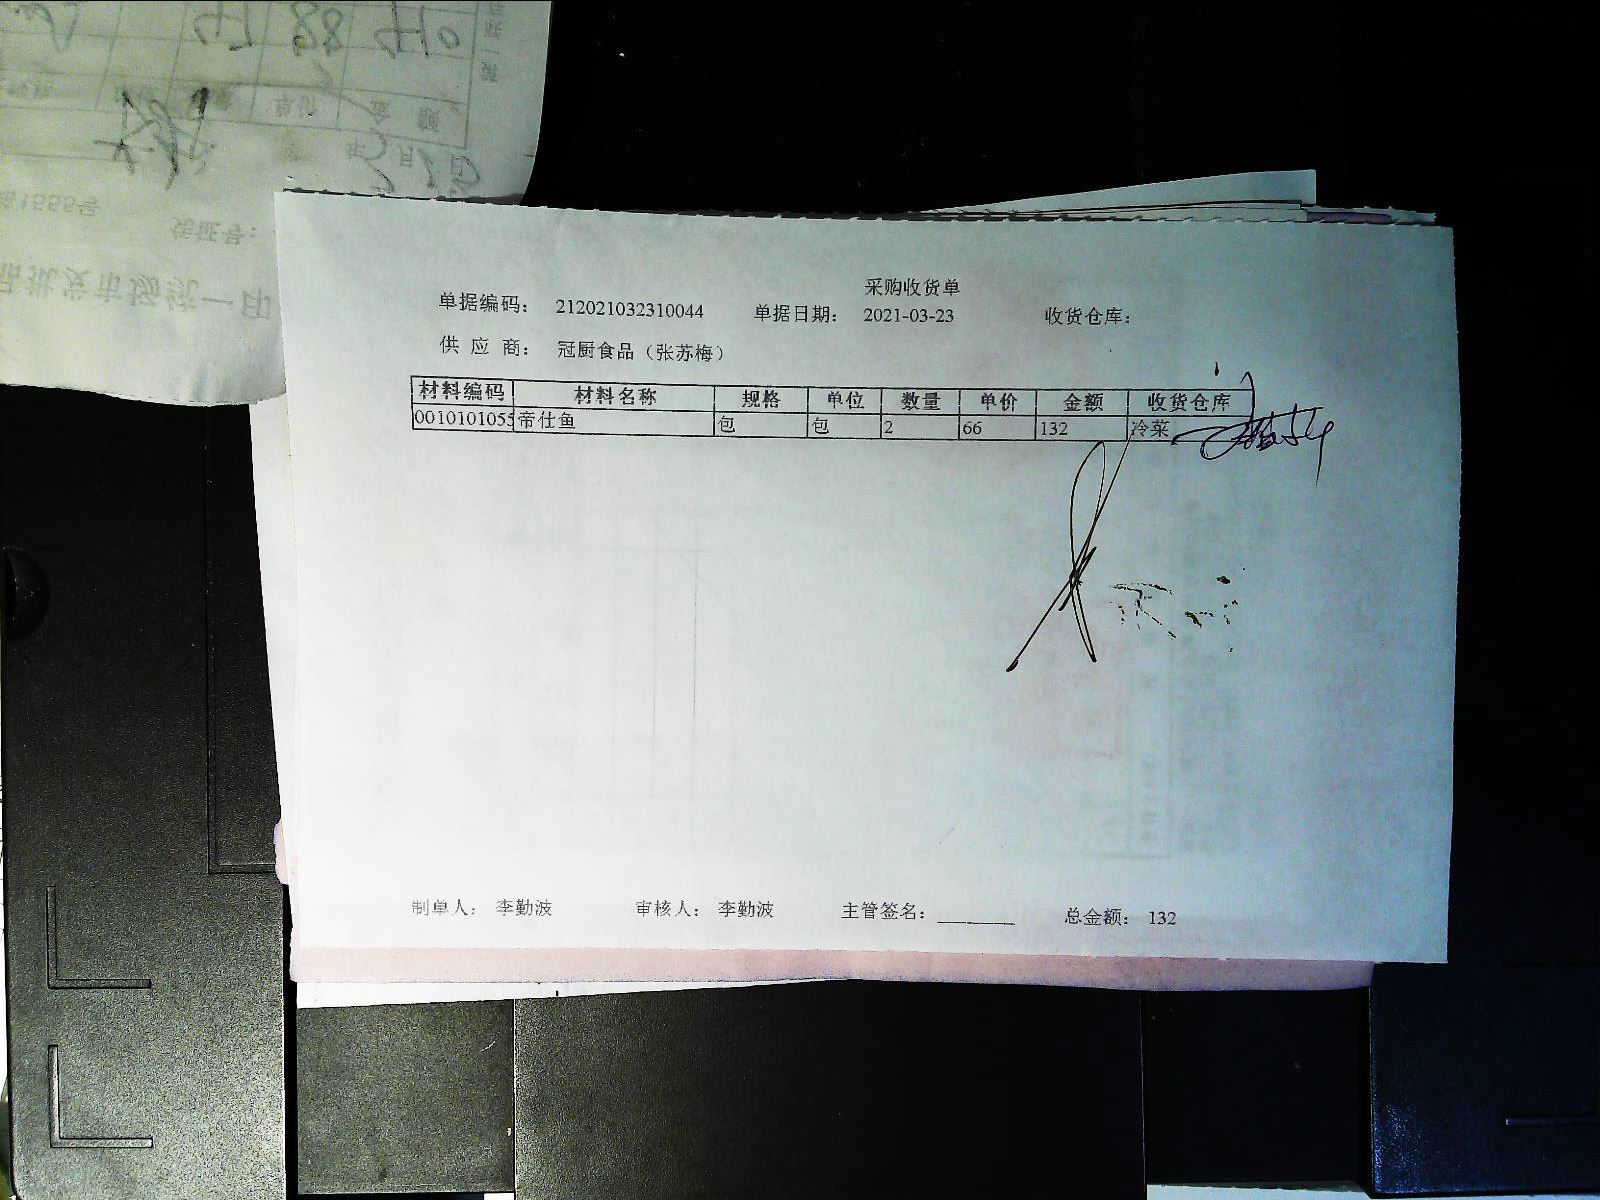 采购收货单
单据编码： 212021032310044 单据日期： 2021-03-23 收货仓库：
供 应 商： 冠厨食品（张苏梅）
材料编码 材料名称 规格 单位 数量 单价 金额 收货仓库
0010101055 帝仕鱼 包 包 2 66 132 冷菜
制单人： 李勤波 审核人： 李勤波 主管签名： 总金额： 132